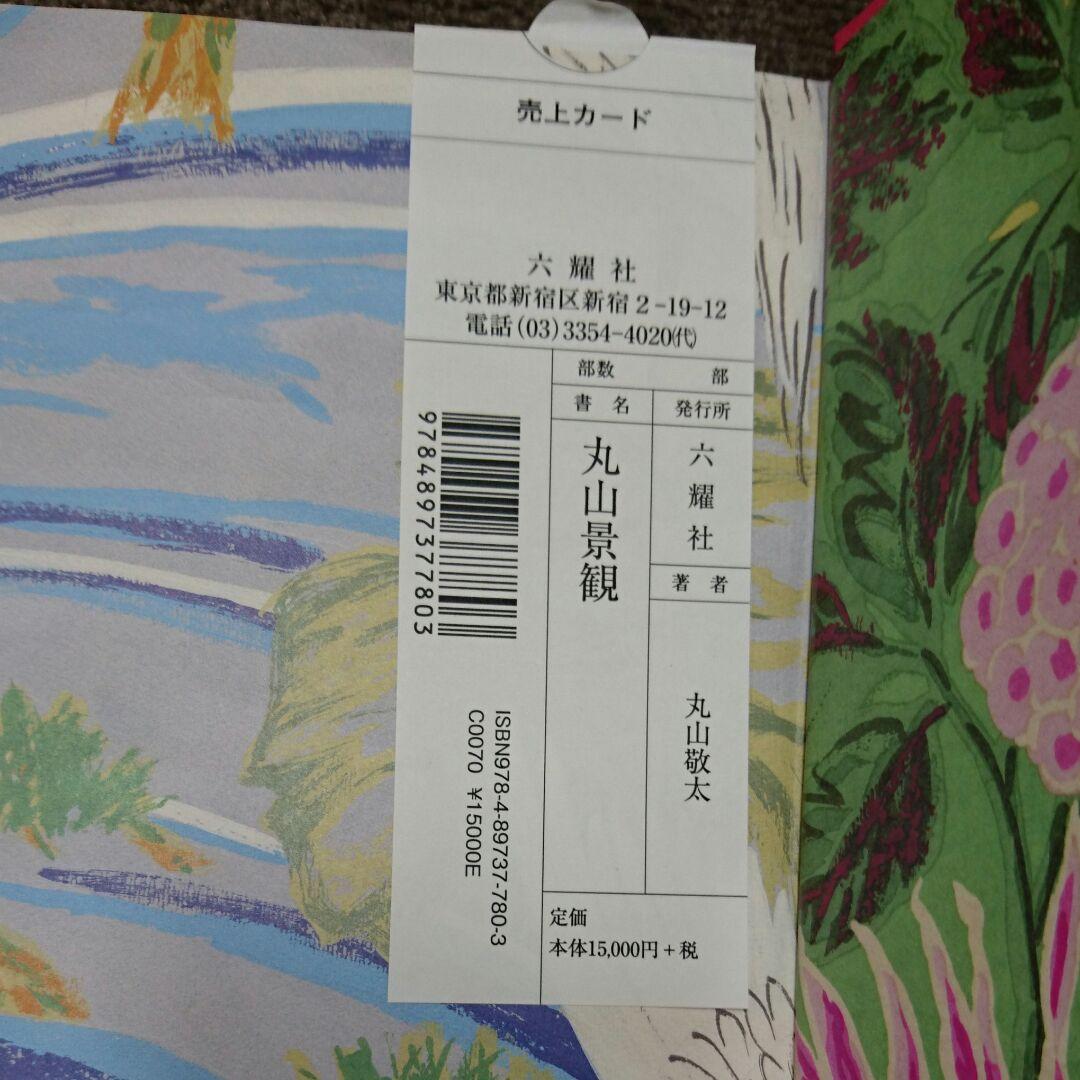 売上カード
六耀社
東京都新宿区新宿2-19-12
電話(03)3354-4020㈹
部数 部
書名
丸山景観
発行所
六耀社
著者
丸山敬太
定価
本体15,000円+税
9784897377803
ISBN978-4-89737-780-3
C0070 ¥15000E